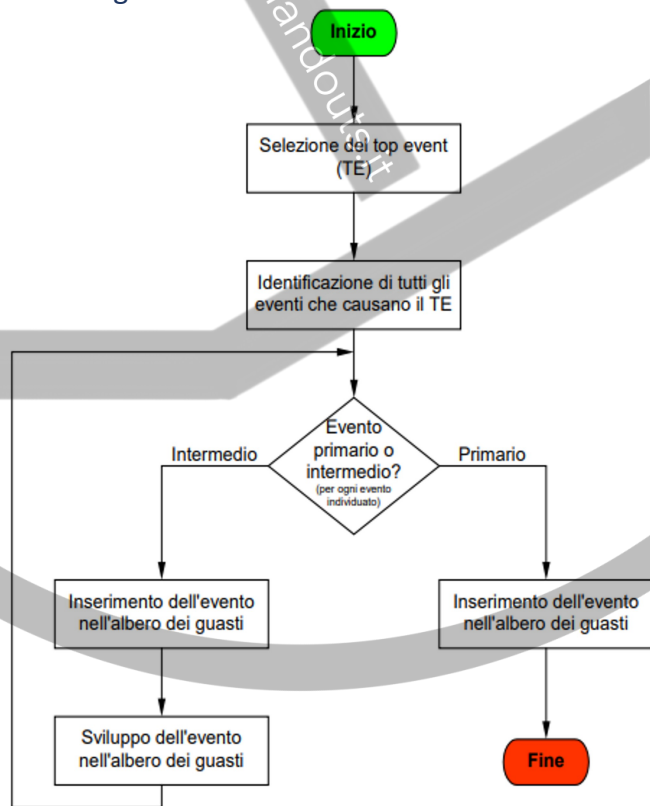 Inizio
Selezione dei top event
(TE)
Identificazione di tutti gli
eventi che causano il TE
Evento
primario o
intermedio?
(per ogni evento
individuato)
Intermedio
Primario
Inserimento dell'evento
nell'albero dei guasti
Inserimento dell'evento
nell'albero dei guasti
Sviluppo dell'evento
nell'albero dei guasti
Fine